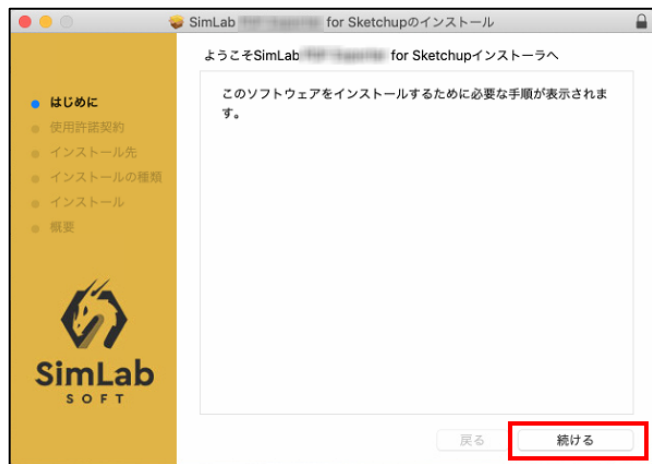 SimLab for Sketchupのインストール
ようこそSimLab for Sketchupインストーラへ
はじめに
使用許諾契約
インストール先
インストールの種類
インストール
概要
このソフトウェアをインストールするために必要な手順が表示されま
す。
SimLab
SOFT
戻る
続ける